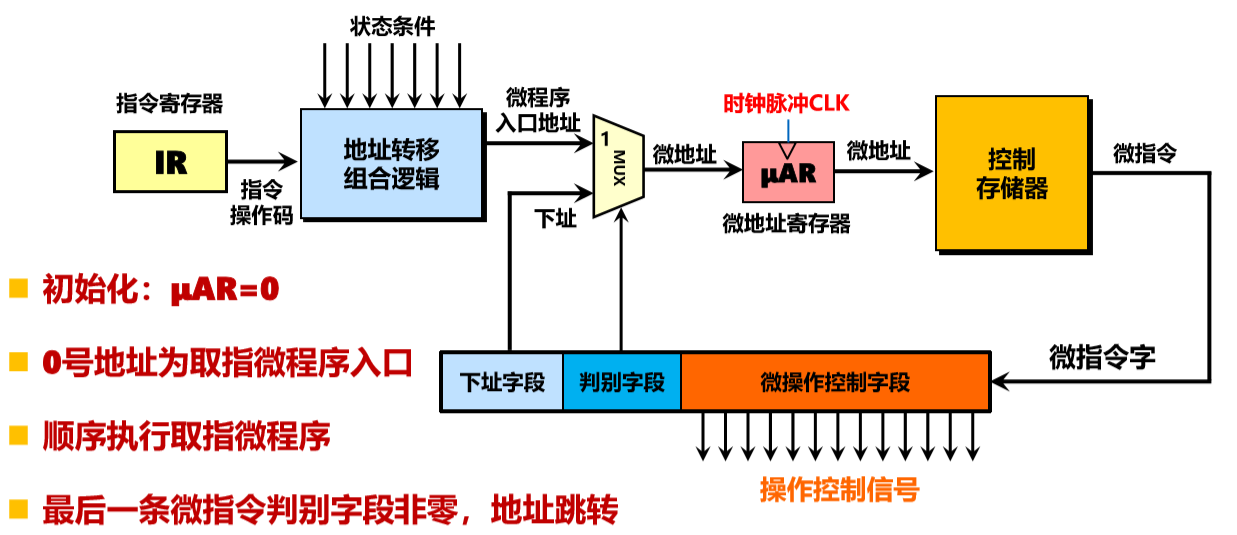 状态条件
指令寄存器
IR
指令
操作码
地址转移
组合逻辑
微程序
入口地址
下址
1
MUX
微地址
时钟脉冲CLK
μAR
微地址寄存器
微地址
控制
存储器
微指令
微指令字
下址字段
判别字段
微操作控制字段
操作控制信号
初始化：μAR=0
0号地址为取指微程序入口
顺序执行取指微程序
最后一条微指令判别字段非零，地址跳转